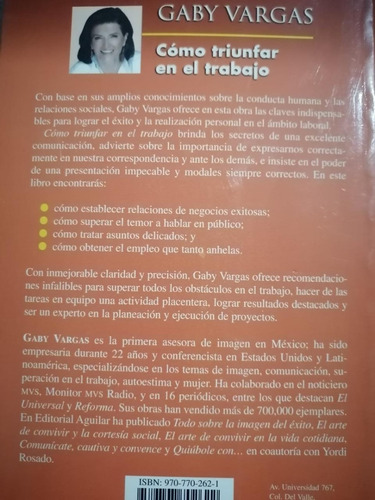 GABY VARGAS
Cómo triunfar
en el trabajo
Con base en sus amplios conocimientos sobre la conducta humana y las
relaciones sociales, Gaby Vargas ofrece en esta obra las claves indispensa-
bles para lograr el éxito y la realización personal en el ámbito laboral.
Cómo triunfar en el trabajo brinda los secretos de una excelente
comunicación, advierte sobre la importancia de expresarnos correcta-
mente en nuestra correspondencia y ante los demás, e insiste en el poder
de una presentación impecable y modales siempre correctos. En este
libro encontrarás:
cómo establecer relaciones de negocios exitosas;
cómo superar el temor a hablar en público;
cómo tratar asuntos delicados; y
cómo obtener el empleo que tanto anhelas.
Con inmejorable claridad y precisión, Gaby Vargas ofrece recomendacio-
nes infalibles para superar todos los obstáculos en el trabajo, hacer de las
tareas en equipo una actividad placentera, lograr resultados destacados y
ser un experto en la planeación y ejecución de proyectos.
GABY VARGAS es la primera asesora de imagen en México; ha sido
empresaria durante 22 años y conferencista en Estados Unidos y Lati-
noamérica, especializándose en los temas de imagen, comunicación, su-
peración en el trabajo, autoestima y mujer. Ha colaborado en el noticiero
MVS, Monitor MVS Radio, y en 16 periódicos, entre los que destacan El
Universal y Reforma. Sus obras han vendido más de 700,000 ejemplares.
En Editorial Aguilar ha publicado Todo sobre la imagen del éxito, El arte
de convivir y la cortesía social, El arte de convivir en la vida cotidiana,
Comunícate, cautiva y convence y Quiúbole con... en coautoría con Yordi
Rosado.
ISBN: 970-770-262-1
Av. Universidad 767,
Col. Del Valle,